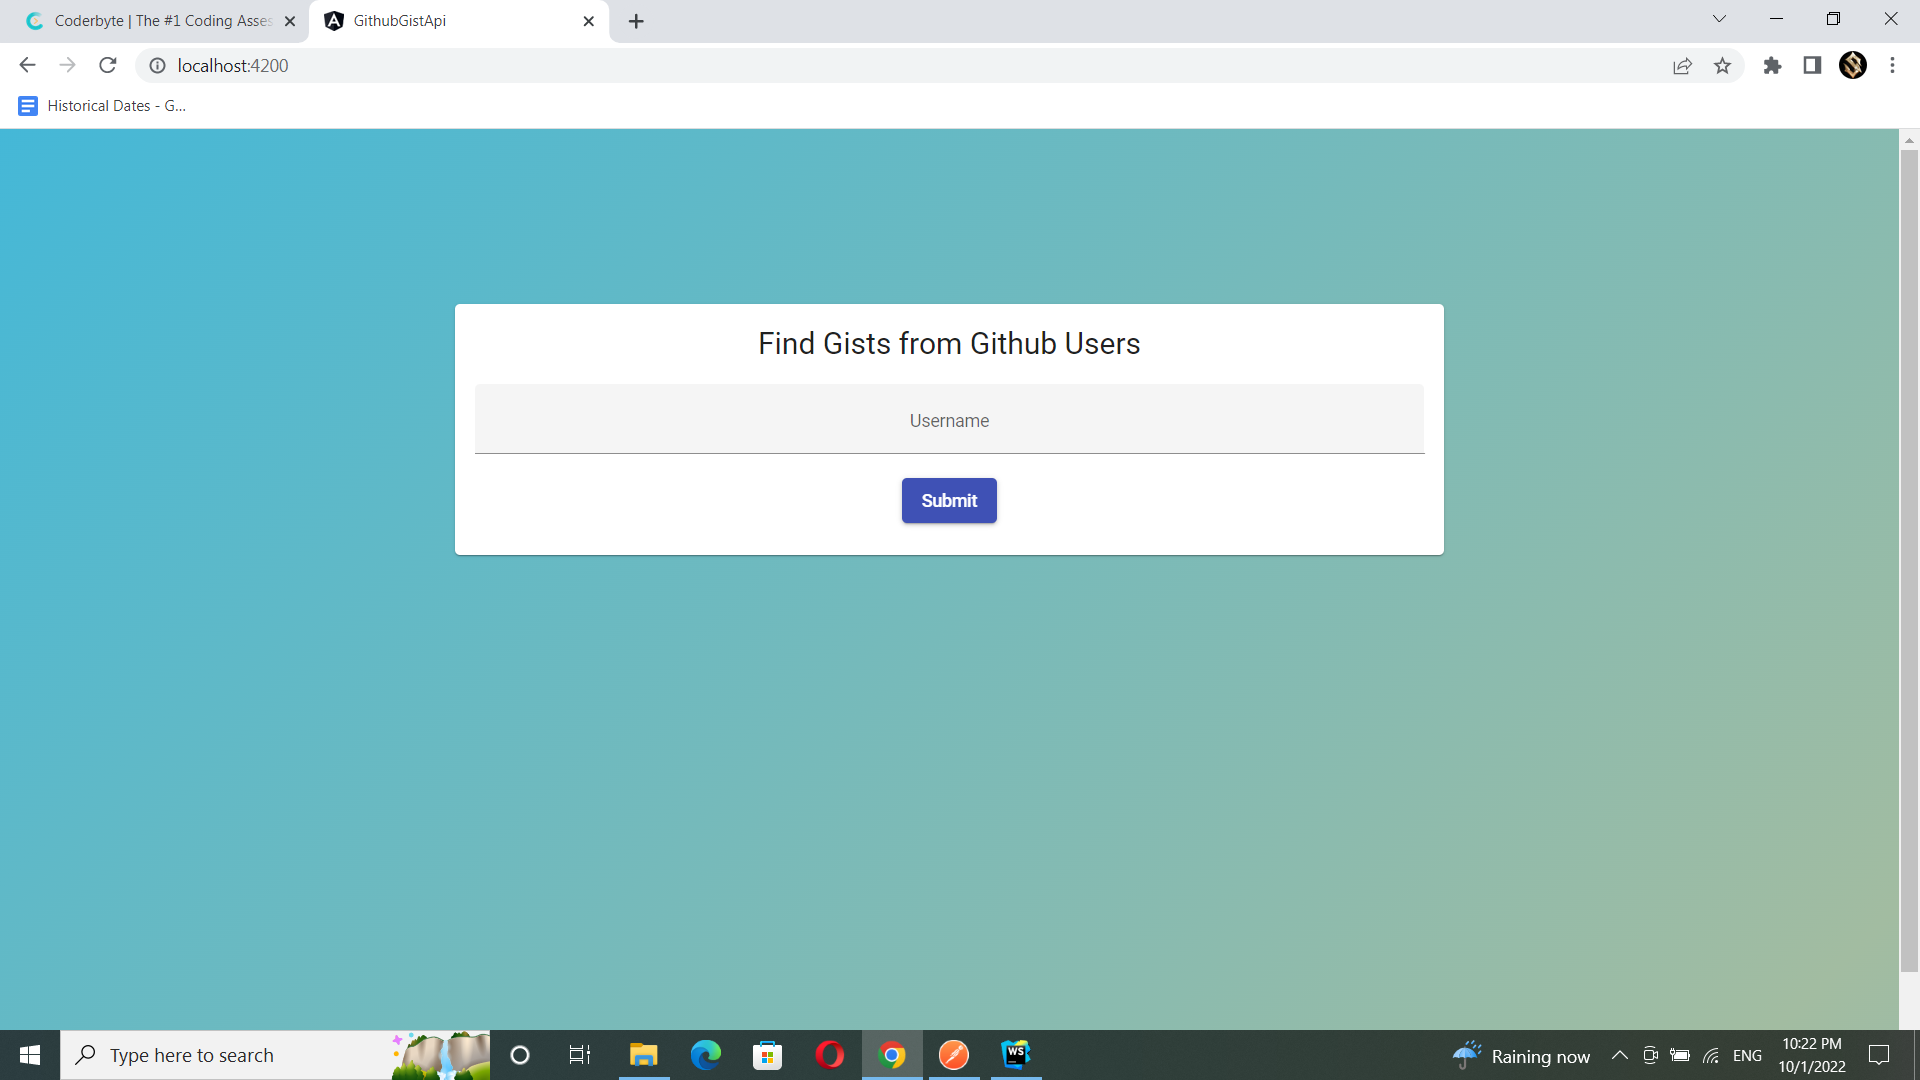 Coderbyte | The #1 Coding Asses
GithubGistApi
localhost:4200
Historical Dates - G...
Find Gists from Github Users
Username
Submit
Type here to search
WS
Raining now
ENG
10:22 PM
10/1/2022